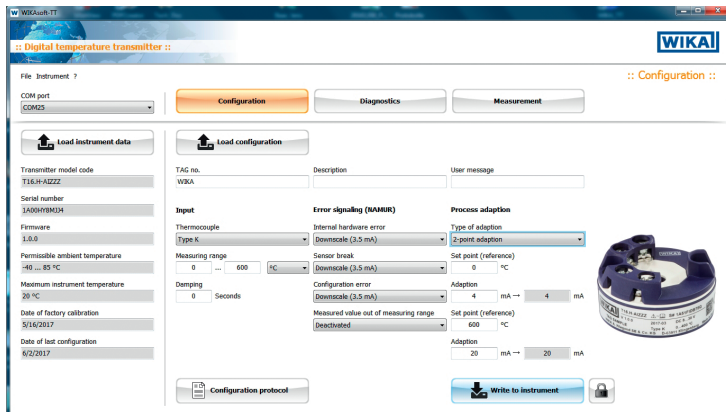 WIKAsoft-TT
:: Digital temperature transmitter ::
WIKA
File Instrument ?
:: Configuration ::
COM port
COM25
Configuration
Diagnostics
Measurement
Load instrument data
Load configuration
Transmitter model code
T16.H-AIZZZ
TAG no.
WIKA
Description
User message
Serial number
1A00HY8MJJ4
Input
Error signaling (NAMUR)
Process adaption
Firmware
1.0.0
Thermocouple
Type K
Internal hardware error
Downscale (3.5 mA)
Type of adaption
2-point adaption
Permissible ambient temperature
-40 ... 85 °C
Measuring range
0 ... 600 °C
Sensor break
Downscale (3.5 mA)
Set point (reference)
0 °C
Maximum instrument temperature
20 °C
Damping
0 Seconds
Configuration error
Downscale (3.5 mA)
Adaption
4 mA → 4 mA
Date of factory calibration
5/16/2017
Measured value out of measuring range
Deactivated
Set point (reference)
600 °C
Date of last configuration
6/2/2017
Adaption
20 mA → 20 mA
Configuration protocol
Write to instrument
WIKA
T16.H-AIZZZ
Type K